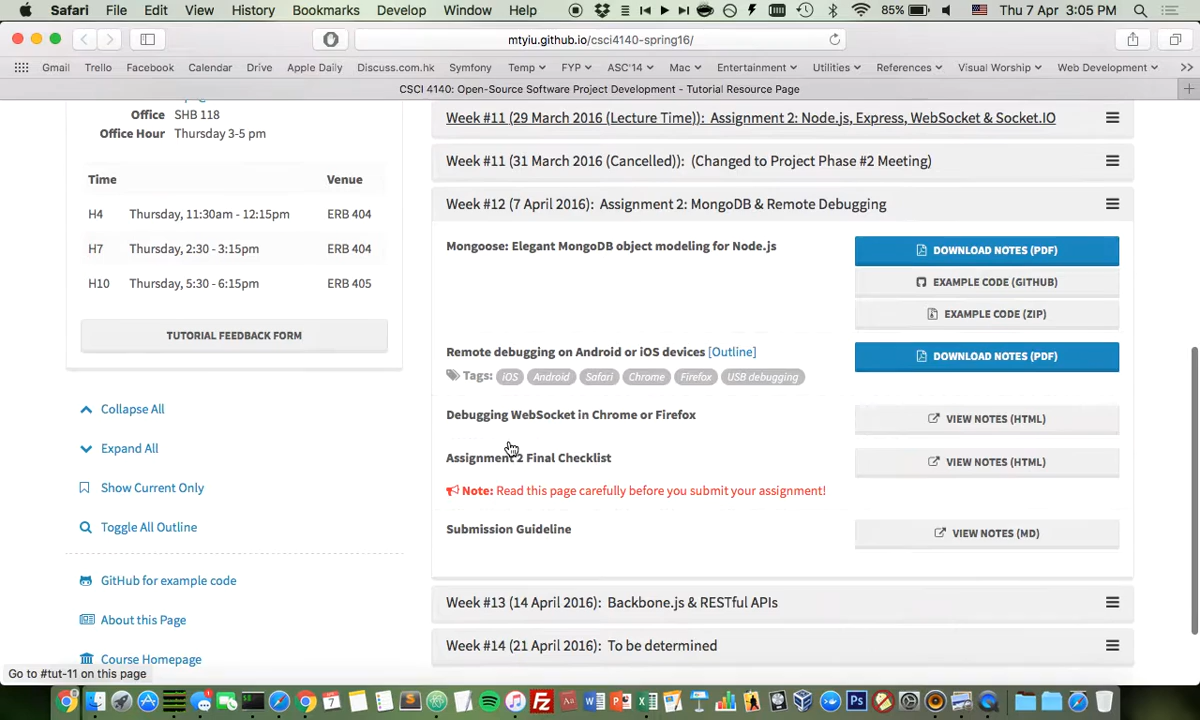 Safari File Edit View History Bookmarks Develop Window Help 85% Thu 7 Apr 3:05 PM
mtyiu.github.io/csci4140-spring16/
Gmail Trello Facebook Calendar Drive Apple Daily Discuss.com.hk Symfony Temp FYP ASC'14 Mac Entertainment Utilities References Visual Worship Web Development
CSCI 4140: Open-Source Software Project Development - Tutorial Resource Page
Office SHB 118
Office Hour Thursday 3-5 pm
Time Venue
H4 Thursday, 11:30am - 12:15pm ERB 404
H7 Thursday, 2:30 - 3:15pm ERB 404
H10 Thursday, 5:30 - 6:15pm ERB 405
TUTORIAL FEEDBACK FORM
Collapse All
Expand All
Show Current Only
Toggle All Outline
GitHub for example code
About this Page
Course Homepage
Go to #tut-11 on this page
Week #11 (29 March 2016 (Lecture Time)): Assignment 2: Node.js, Express, WebSocket & Socket.IO
Week #11 (31 March 2016 (Cancelled)): (Changed to Project Phase #2 Meeting)
Week #12 (7 April 2016): Assignment 2: MongoDB & Remote Debugging
Mongoose: Elegant MongoDB object modeling for Node.js
DOWNLOAD NOTES (PDF)
EXAMPLE CODE (GITHUB)
EXAMPLE CODE (ZIP)
Remote debugging on Android or iOS devices [Outline]
DOWNLOAD NOTES (PDF)
Tags: iOS Android Safari Chrome Firefox USB debugging
Debugging WebSocket in Chrome or Firefox
VIEW NOTES (HTML)
Assignment 2 Final Checklist
VIEW NOTES (HTML)
Note: Read this page carefully before you submit your assignment!
Submission Guideline
VIEW NOTES (MD)
Week #13 (14 April 2016): Backbone.js & RESTful APIs
Week #14 (21 April 2016): To be determined